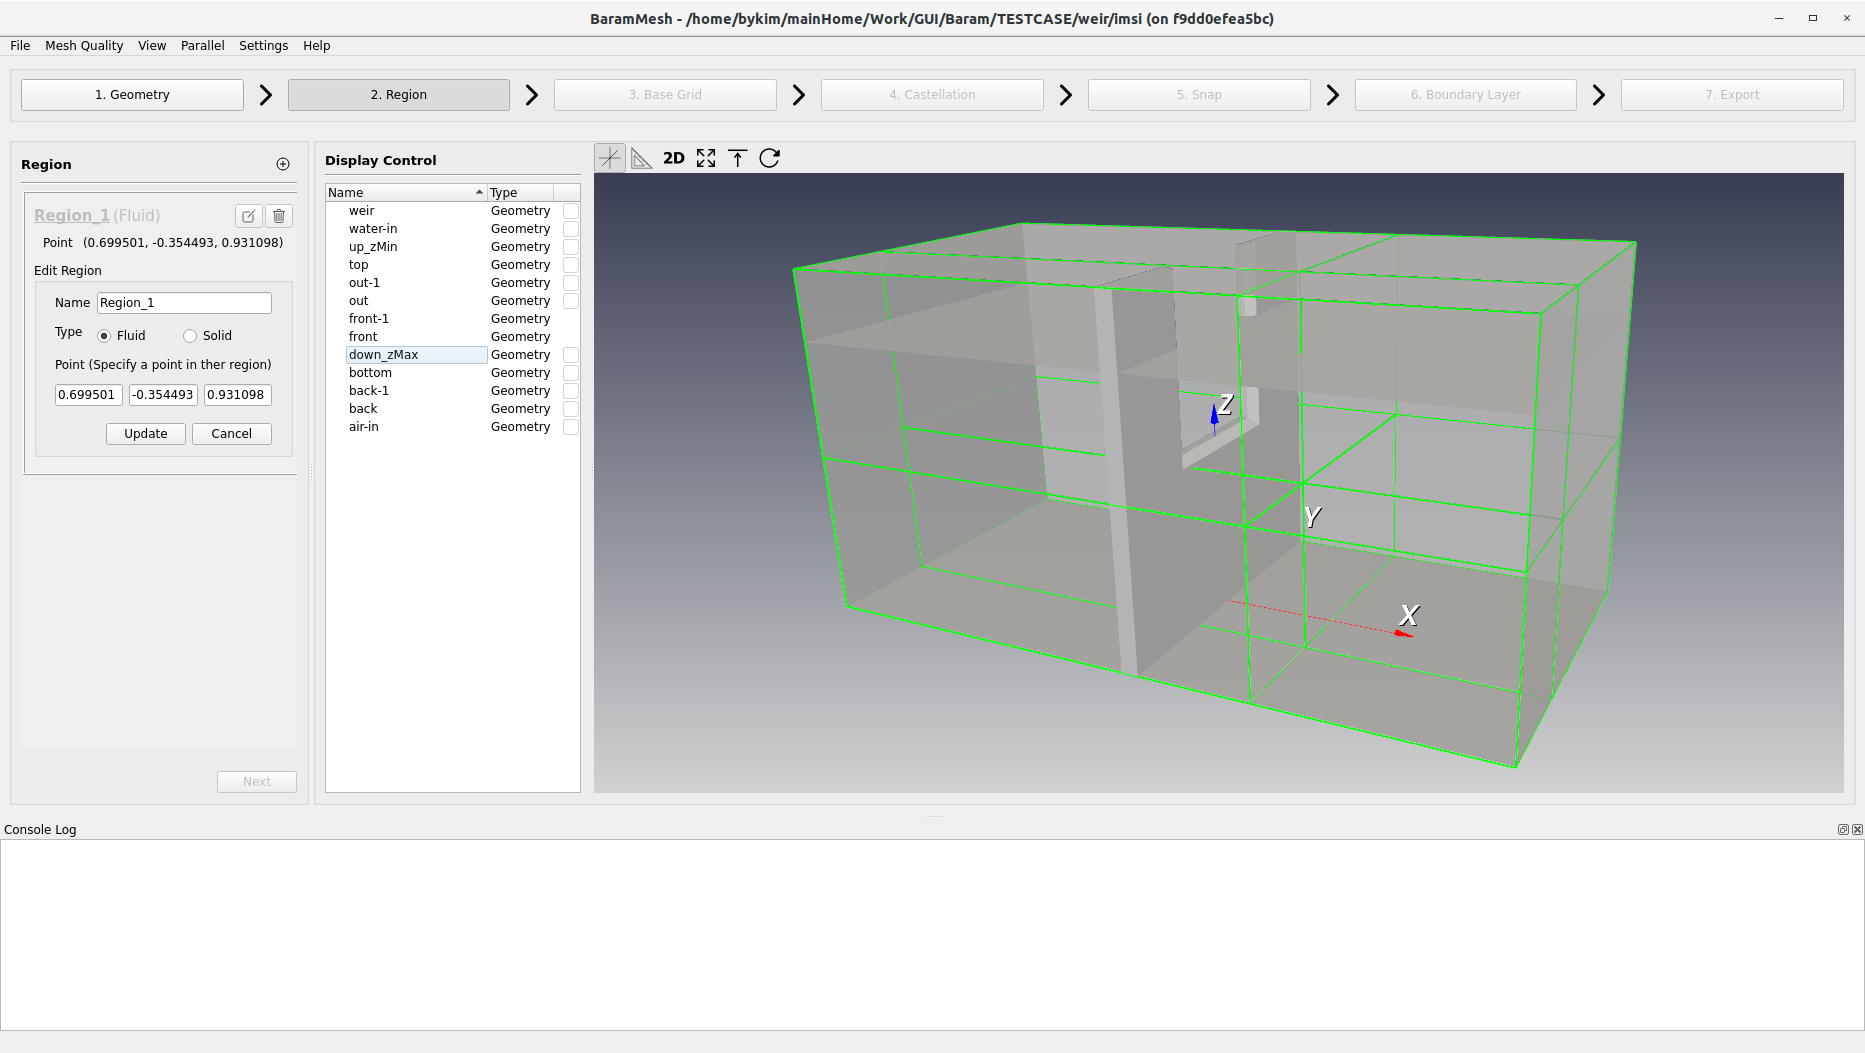 BaramMesh - /home/bykim/mainHome/Work/GUI/Baram/TESTCASE/weir/imsi (on f9dd0efea5bc)
File Mesh Quality View Parallel Settings Help
1. Geometry 2. Region 3. Base Grid 4. Castellation 5. Snap 6. Boundary Layer 7. Export
Region
Region_1 (Fluid)
Point (0.699501, -0.354493, 0.931098)
Edit Region
Name Region_1
Type Fluid Solid
Point (Specify a point in ther region)
0.699501 -0.354493 0.931098
Update Cancel
Next
Display Control
Name Type
weir Geometry
water-in Geometry
up_zMin Geometry
top Geometry
out-1 Geometry
out Geometry
front-1 Geometry
front Geometry
down_zMax Geometry
bottom Geometry
back-1 Geometry
back Geometry
air-in Geometry
2D
Z
Y
X
Console Log